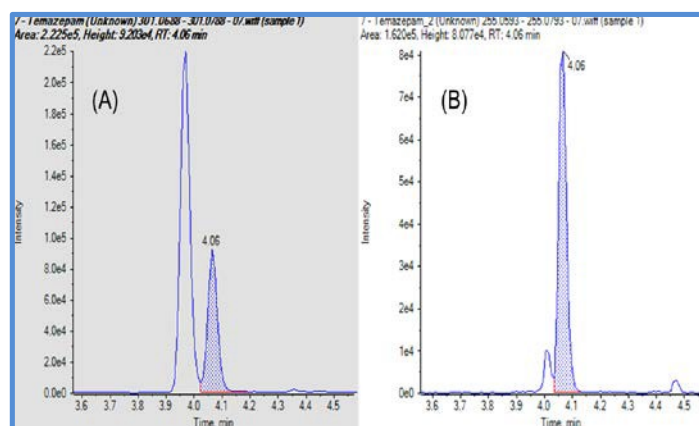 7 - Temazepam (Unknown) 301.0688 - 301.0788 - 07.wiff (sample 1)
Area: 2.225e5, Height: 9.203e4, RT: 4.06 min
(A)
4.06
2.2e5
2.0e5
1.8e5
1.6e5
1.4e5
1.2e5
1.0e5
8.0e4
6.0e4
4.0e4
2.0e4
0.0e0
Intensity
3.6 3.7 3.8 3.9 4.0 4.1 4.2 4.3 4.4 4.5
Time, min
7 - Temazepam_2 (Unknown) 255.0593 - 255.0793 - 07.wiff (sample 1)
Area: 1.620e5, Height: 8.077e4, RT: 4.06 min
(B)
4.06
8e4
7e4
6e4
5e4
4e4
3e4
2e4
1e4
0e0
Intensity
3.6 3.7 3.8 3.9 4.0 4.1 4.2 4.3 4.4 4.5
Time, min